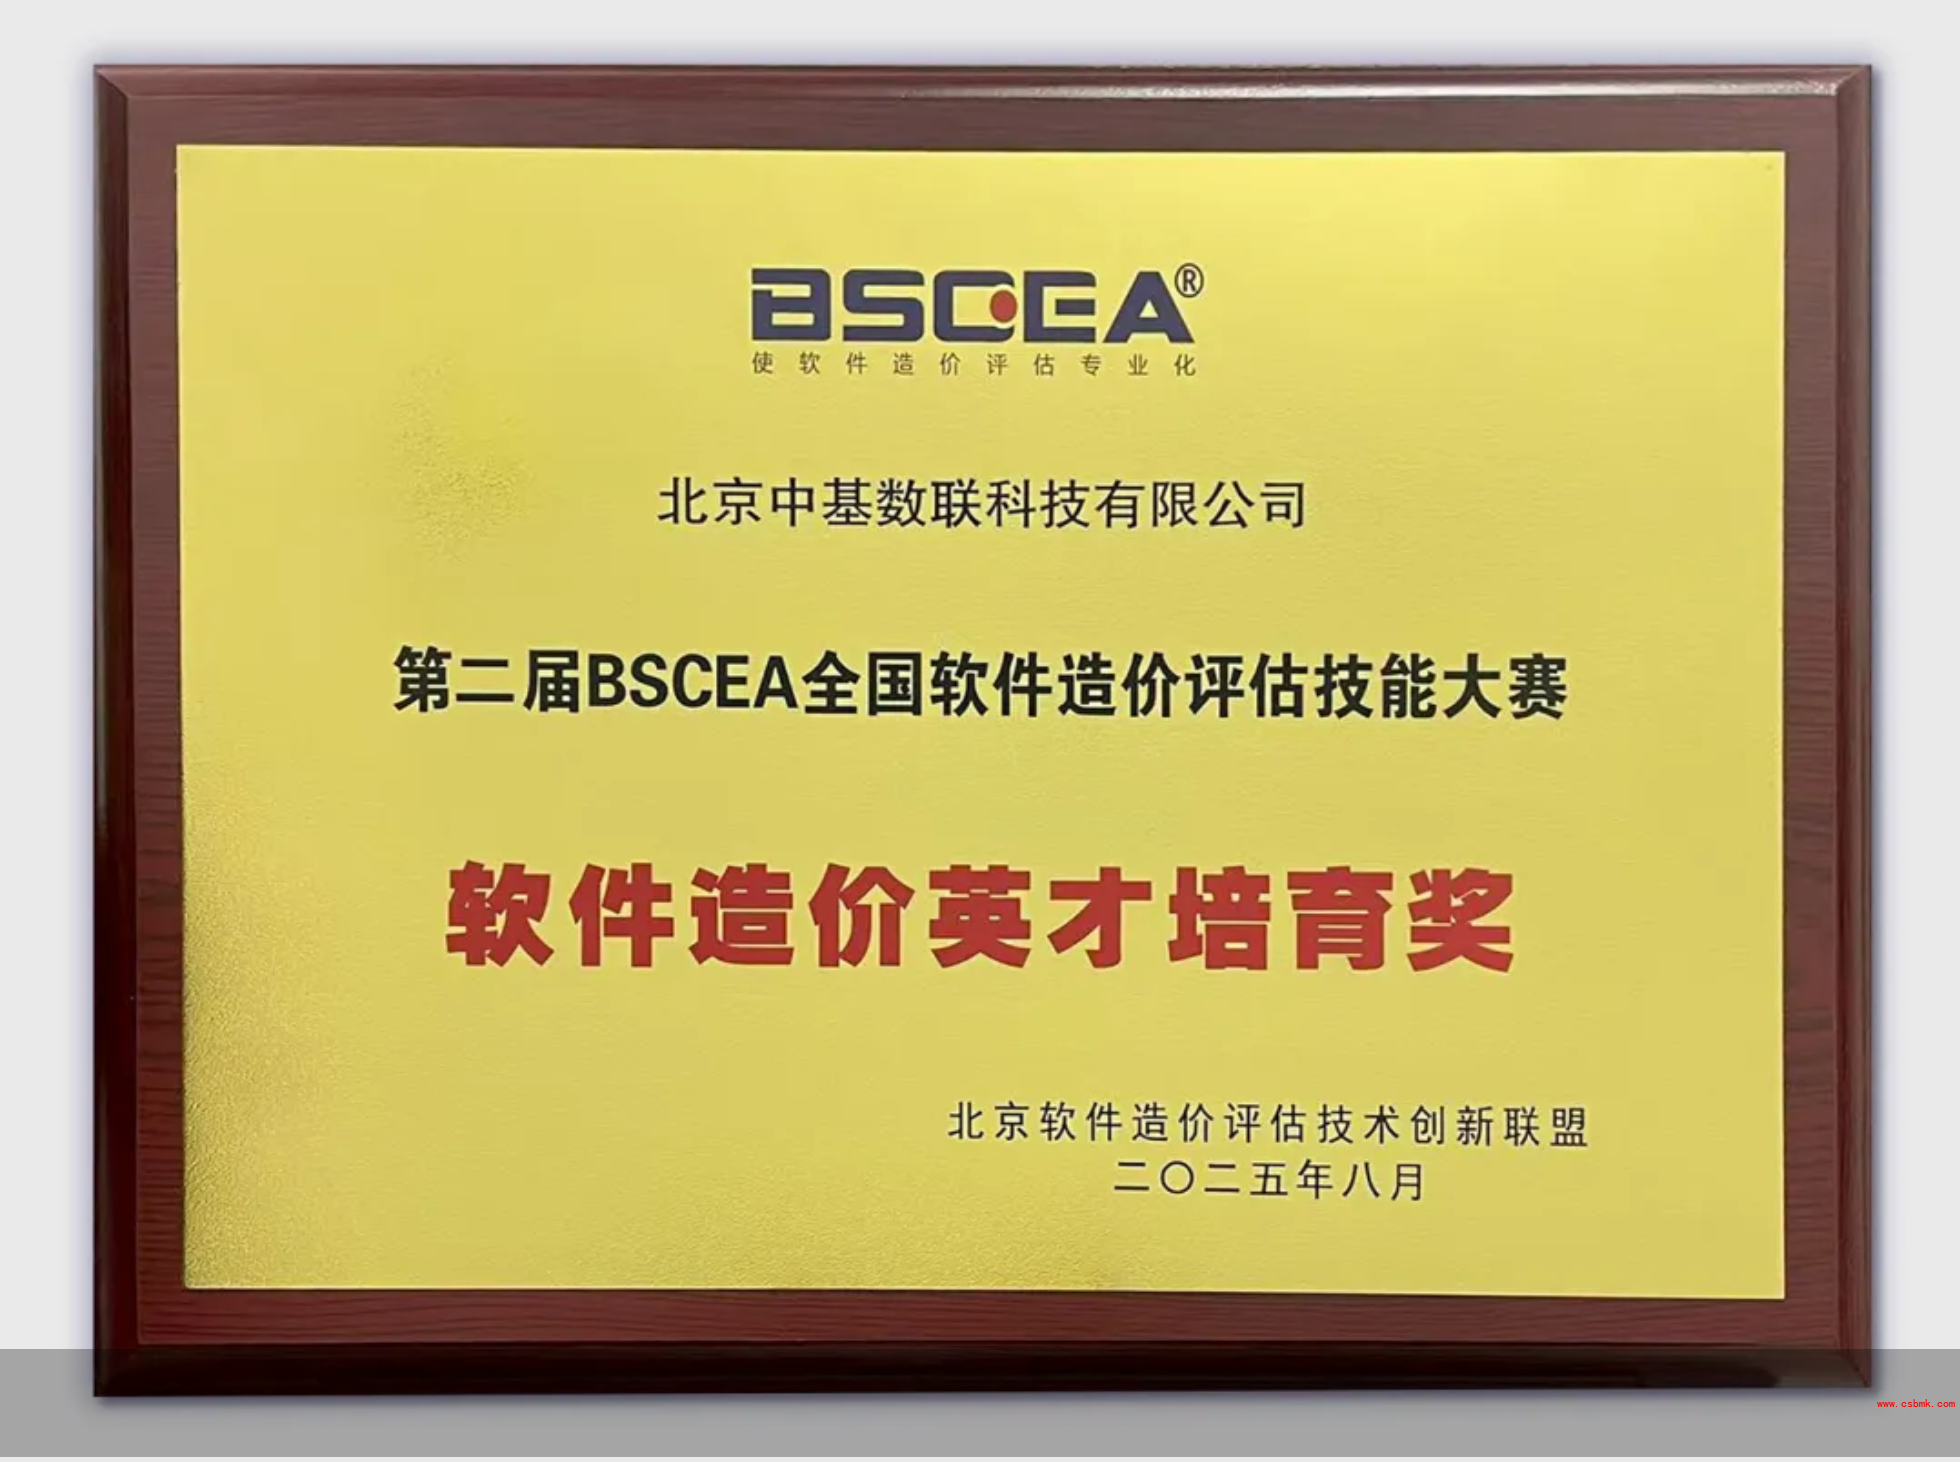 BSCEA®
使软件造价评估专业化
北京中基数联科技有限公司
第二届BSCEA全国软件造价评估技能大赛
软件造价英才培育奖
北京软件造价评估技术创新联盟
二〇二五年八月
www.csbmk.com